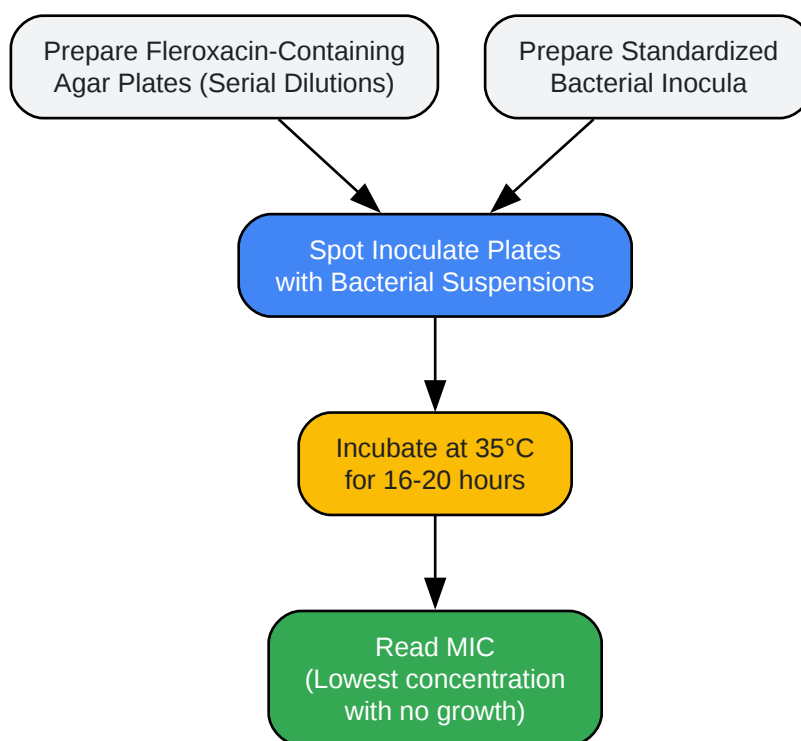 Prepare Fleroxacin-Containing
Agar Plates (Serial Dilutions)
Prepare Standardized
Bacterial Inocula
Spot Inoculate Plates
with Bacterial Suspensions
Incubate at 35°C
for 16-20 hours
Read MIC
(Lowest concentration
with no growth)